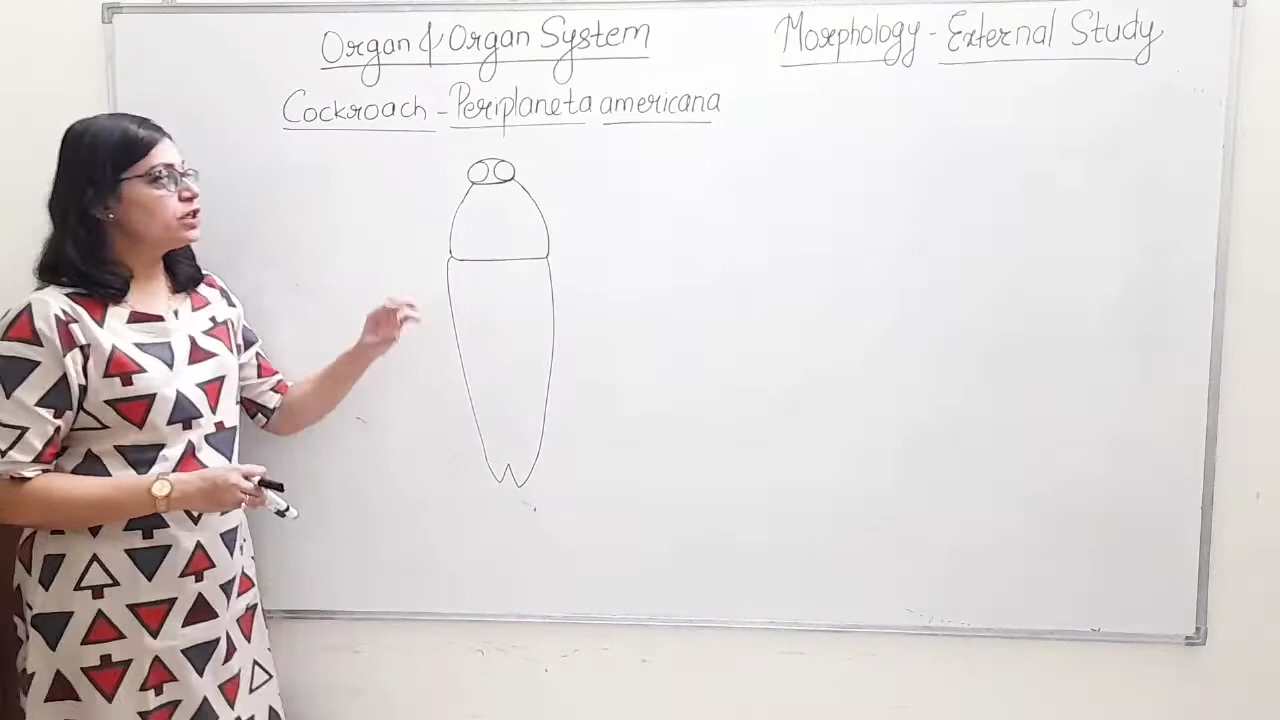 Organ & Organ System
Morphology - External Study
Cockroach - Periplaneta americana